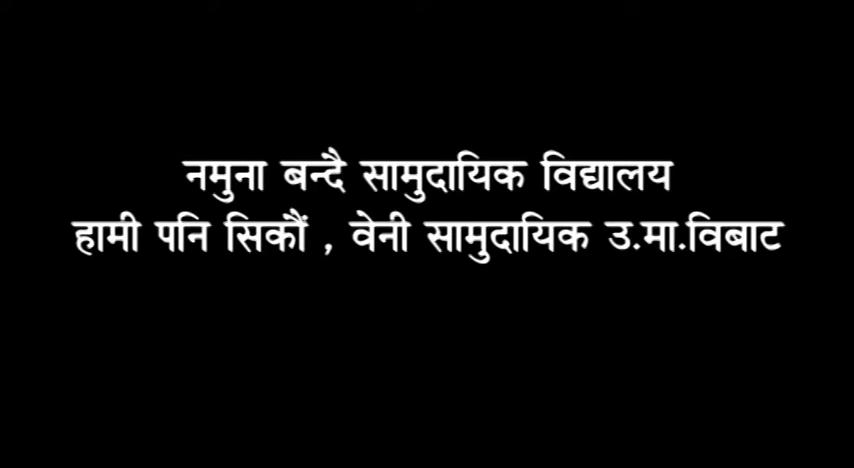 नमुना बन्दै सामुदायिक विद्यालय
हामी पनि सिकौं , वेनी सामुदायिक उ.मा.विबाट